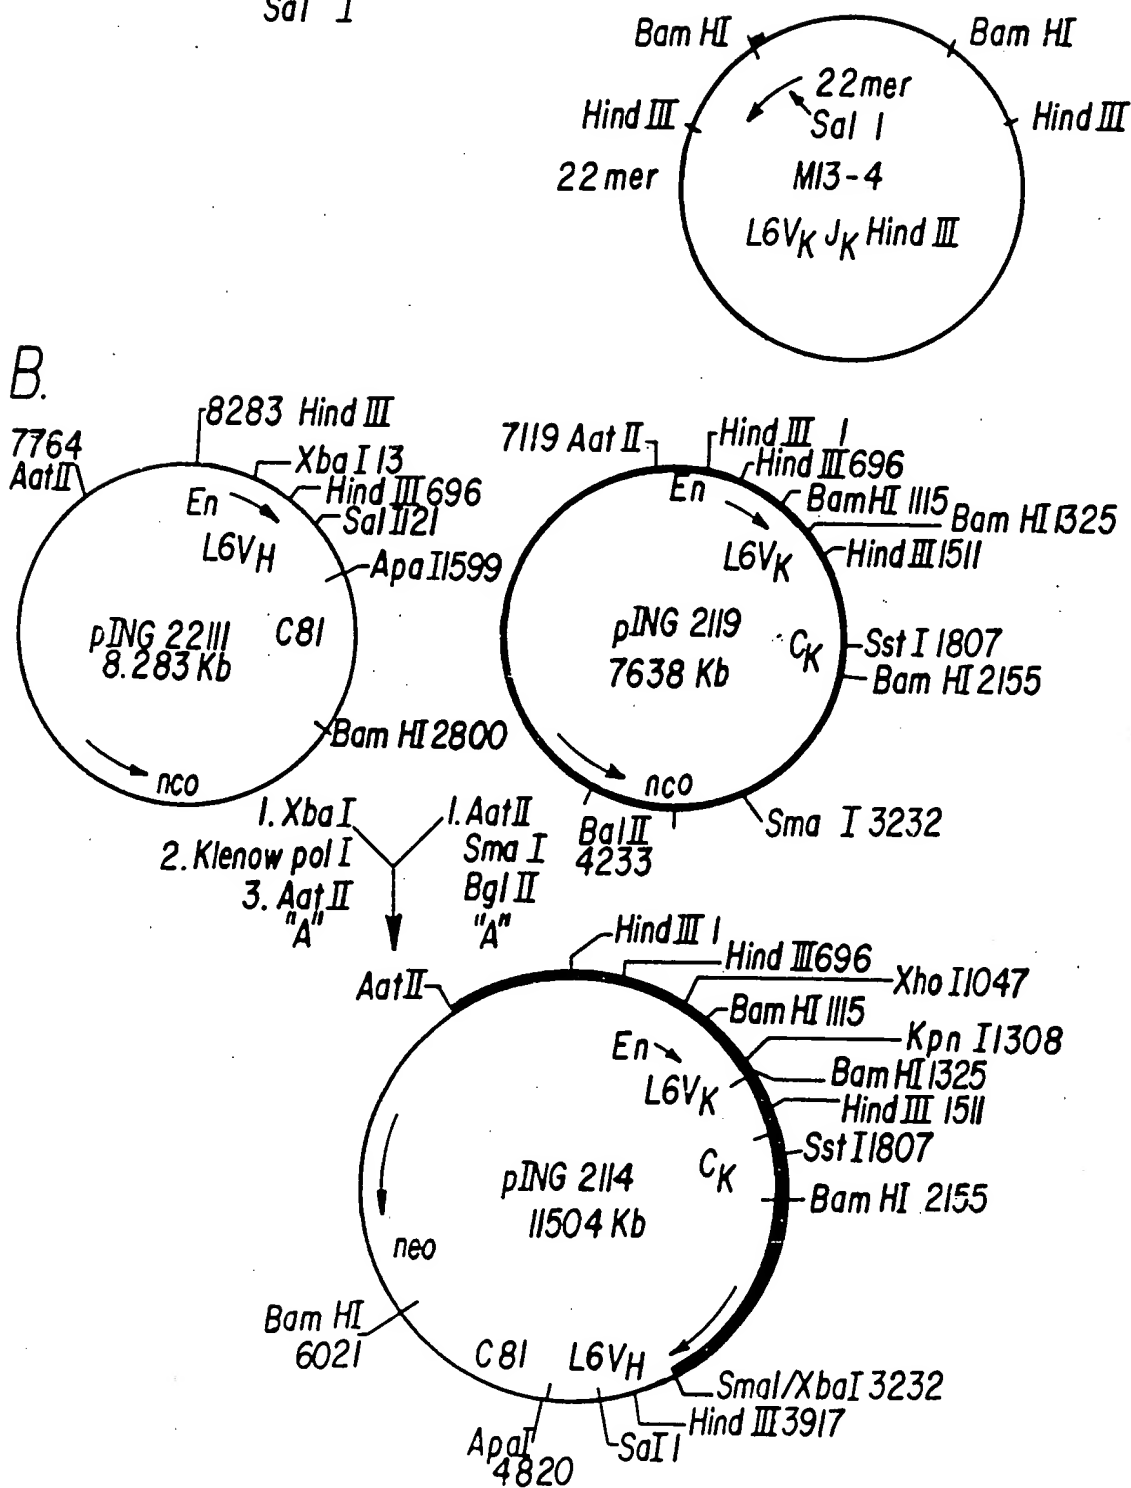 Sal I
Bam HI
Bam HI
22mer
Sal I
Hind III
Hind III
22mer
M13-4
L6VK JK Hind III
B.
8283 Hind III
7764
Aat II
Xba I 13
Hind III 696
Sal I 1121
Apa I 1599
En
L6VH
pING 22111
8.283 Kb
C81
Bam HI 2800
nco
7119 Aat II
Hind III 1
Hind III 696
Bam HI 1115
Bam HI 1325
Hind III 1511
En
L6VK
pING 2119
7638 Kb
CK
Sst I 1807
Bam HI 2155
nco
Sma I 3232
Bal II
4233
1. Xba I
2. Klenow pol I
3. Aat II
"A"
1. Aat II
Sma I
Bgl II
"A"
Hind III 1
Hind III 696
Aat II
Xho I 1047
Bam HI 1115
Kpn I 1308
Bam HI 1325
Hind III 1511
En
L6VK
Sst I 1807
CK
Bam HI 2155
pING 2114
11504 Kb
neo
Bam HI
6021
C81
L6VH
SmaI/XbaI 3232
Hind III 3917
Sal I
Apa I
4820